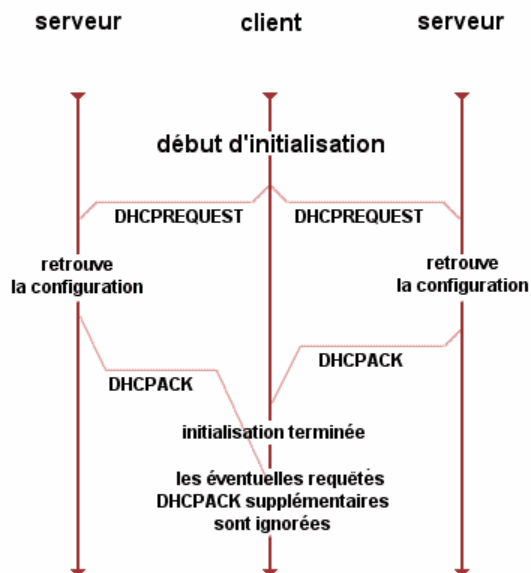 serveur client serveur
début d'initialisation
DHCPREQUEST DHCPREQUEST
retrouve
la configuration
retrouve
la configuration
DHCPACK
DHCPACK
initialisation terminée
les éventuelles requêtes
DHCPACK supplémentaires
sont ignorées